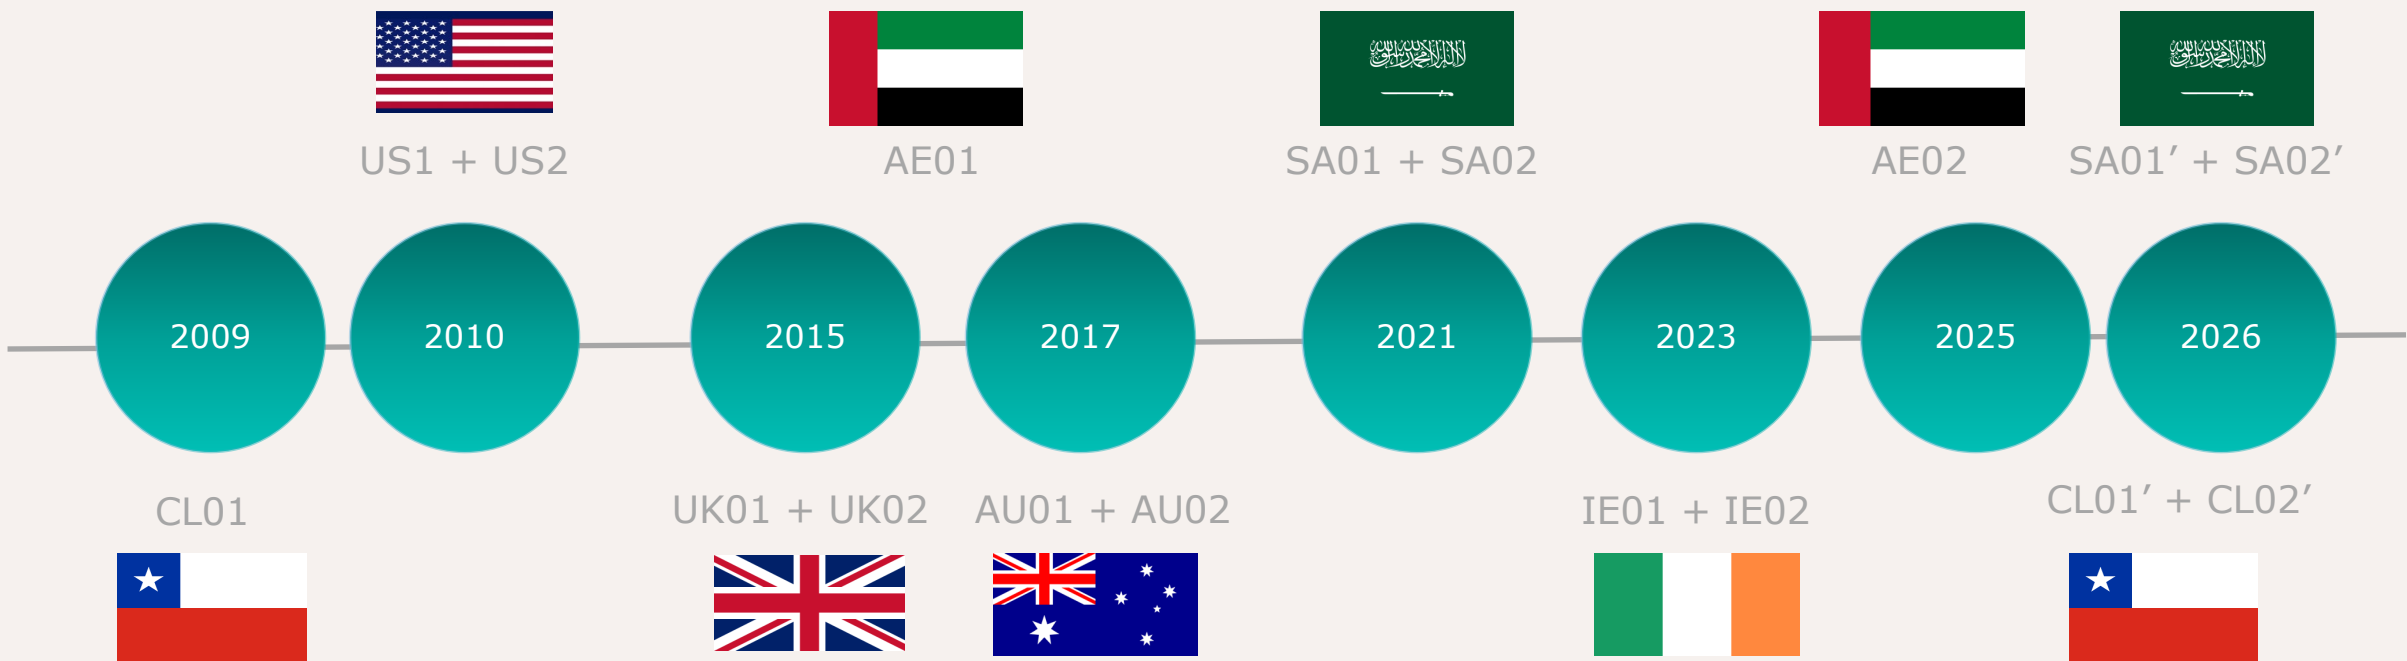 US1 + US2
AE01
SA01 + SA02
AE02
SA01’ + SA02’
2009
2010
2015
2017
2021
2023
2025
2026
CL01
UK01 + UK02
AU01 + AU02
IE01 + IE02
CL01’ + CL02’